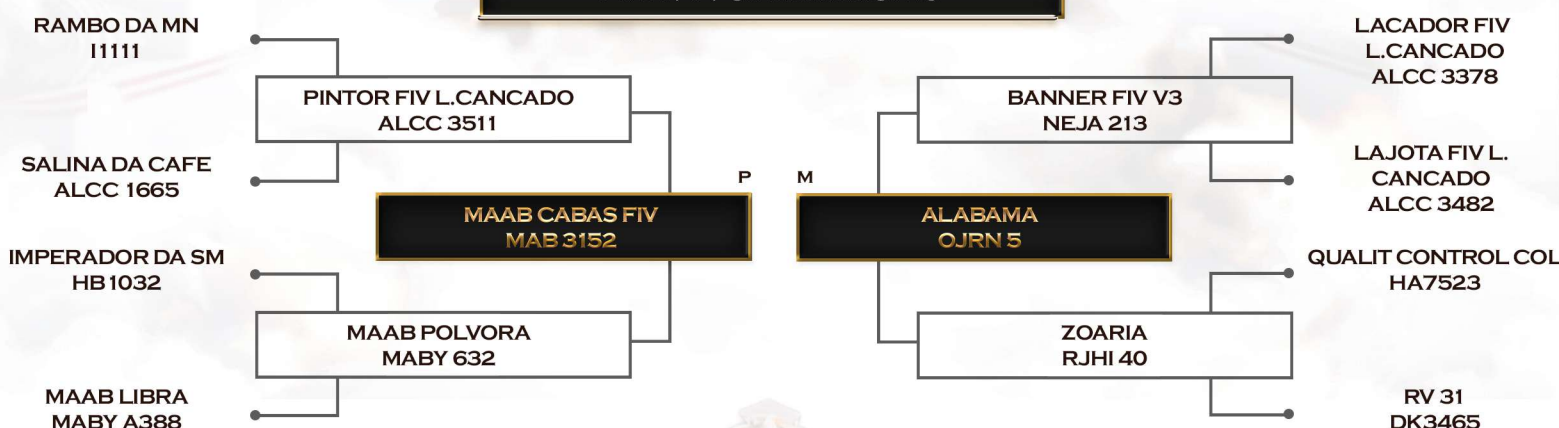 RAMBO DA MN
I1111
PINTOR FIV L.CANCADO
ALCC 3511
SALINA DA CAFE
ALCC 1665
P
MAAB CABAS FIV
MAB 3152
IMPERADOR DA SM
HB 1032
MAAB POLVORA
MABY 632
MAAB LIBRA
MABY A388
LACADOR FIV
L.CANCADO
ALCC 3378
BANNER FIV V3
NEJA 213
LAJOTA FIV L.
CANCADO
ALCC 3482
M
ALABAMA
OJRN 5
QUALIT CONTROL COL
HA7523
ZOARIA
RJHI 40
RV 31
DK3465